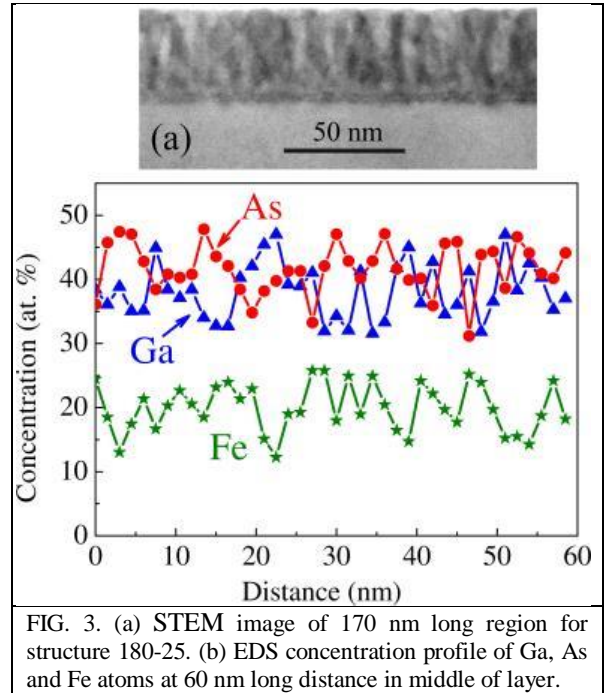 (a)
50 nm
50
40
30
20
10
0
As
Ga
Fe
Concentration (at. %)
0 10 20 30 40 50 60
Distance (nm)
FIG. 3. (a) STEM image of 170 nm long region for
structure 180-25. (b) EDS concentration profile of Ga, As
and Fe atoms at 60 nm long distance in middle of layer.